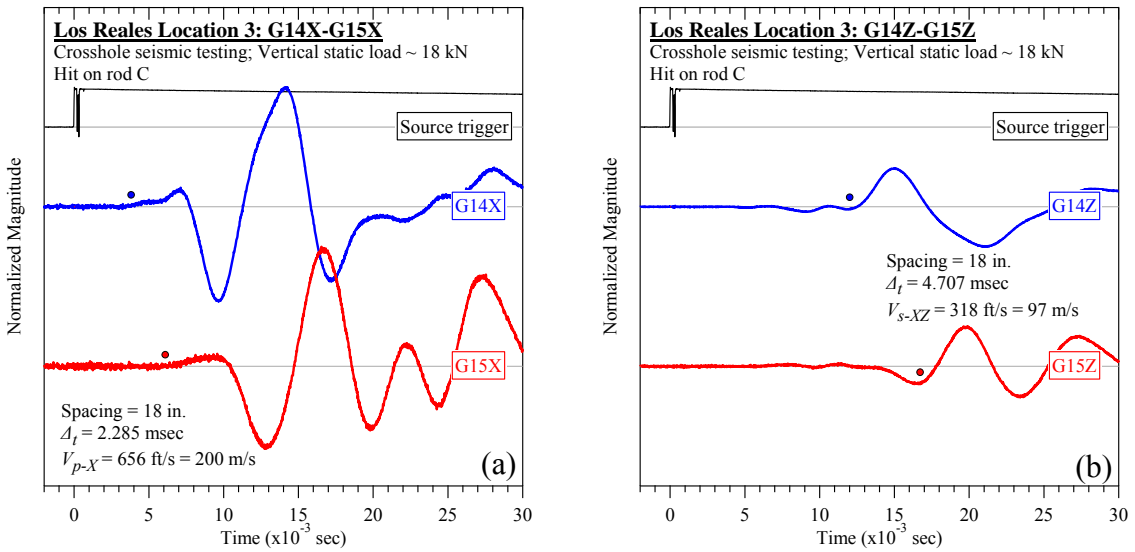 Los Reales Location 3: G14X-G15X
Crosshole seismic testing; Vertical static load ~ 18 kN
Hit on rod C
Source trigger
G14X
G15X
Spacing = 18 in.
Δt = 2.285 msec
Vp-X = 656 ft/s = 200 m/s
(a)
Normalized Magnitude
0 5 10 15 20 25 30
Time (x10-3 sec)
Los Reales Location 3: G14Z-G15Z
Crosshole seismic testing; Vertical static load ~ 18 kN
Hit on rod C
Source trigger
G14Z
Spacing = 18 in.
Δt = 4.707 msec
Vs-XZ = 318 ft/s = 97 m/s
G15Z
(b)
Normalized Magnitude
0 5 10 15 20 25 30
Time (x10-3 sec)